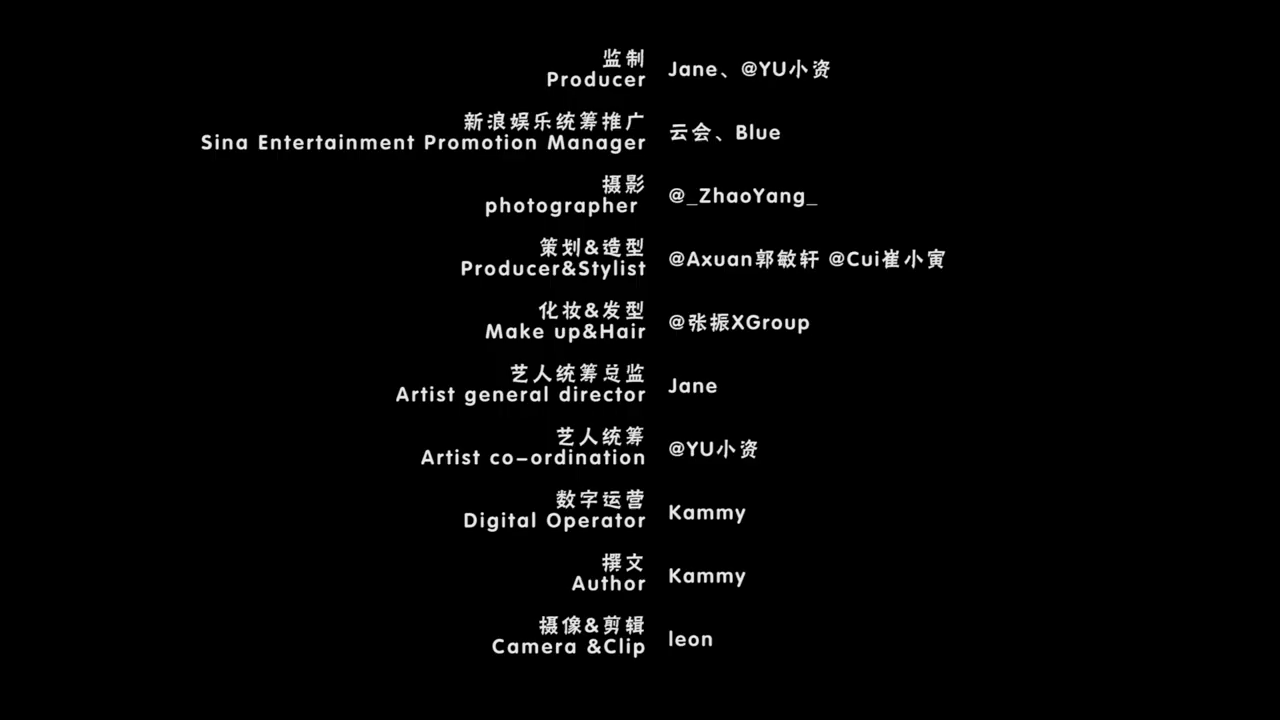 监制
Producer
Jane、@YU小资
新浪娱乐统筹推广
Sina Entertainment Promotion Manager
云会、Blue
摄影
photographer
@_ZhaoYang_
策划&造型
Producer&Stylist
@Axuan郭敏轩 @Cui崔小寅
化妆&发型
Make up&Hair
@张振XGroup
艺人统筹总监
Artist general director
Jane
艺人统筹
Artist co-ordination
@YU小资
数字运营
Digital Operator
Kammy
撰文
Author
Kammy
摄像&剪辑
Camera &Clip
leon